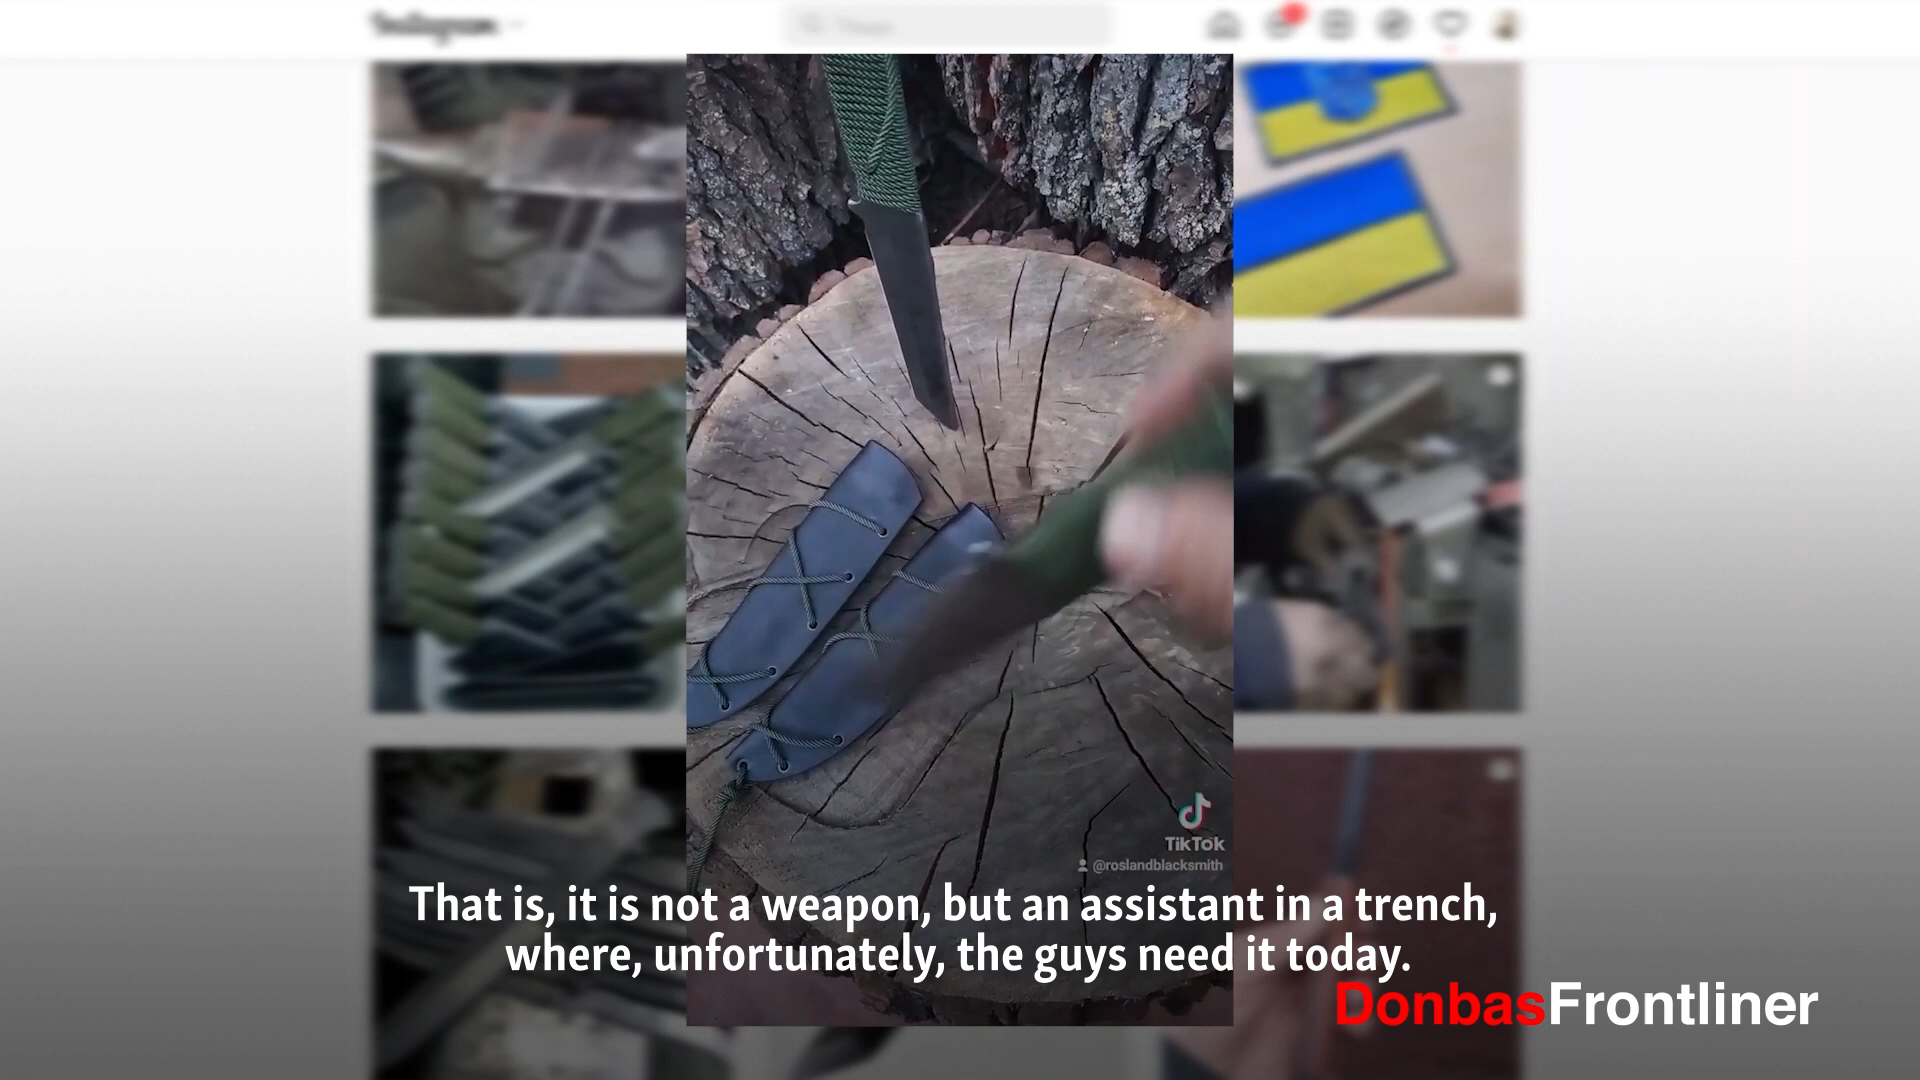 Instagram
TikTok
@roslandblacksmith
That is, it is not a weapon, but an assistant in a trench,
where, unfortunately, the guys need it today.
DonbasFrontliner